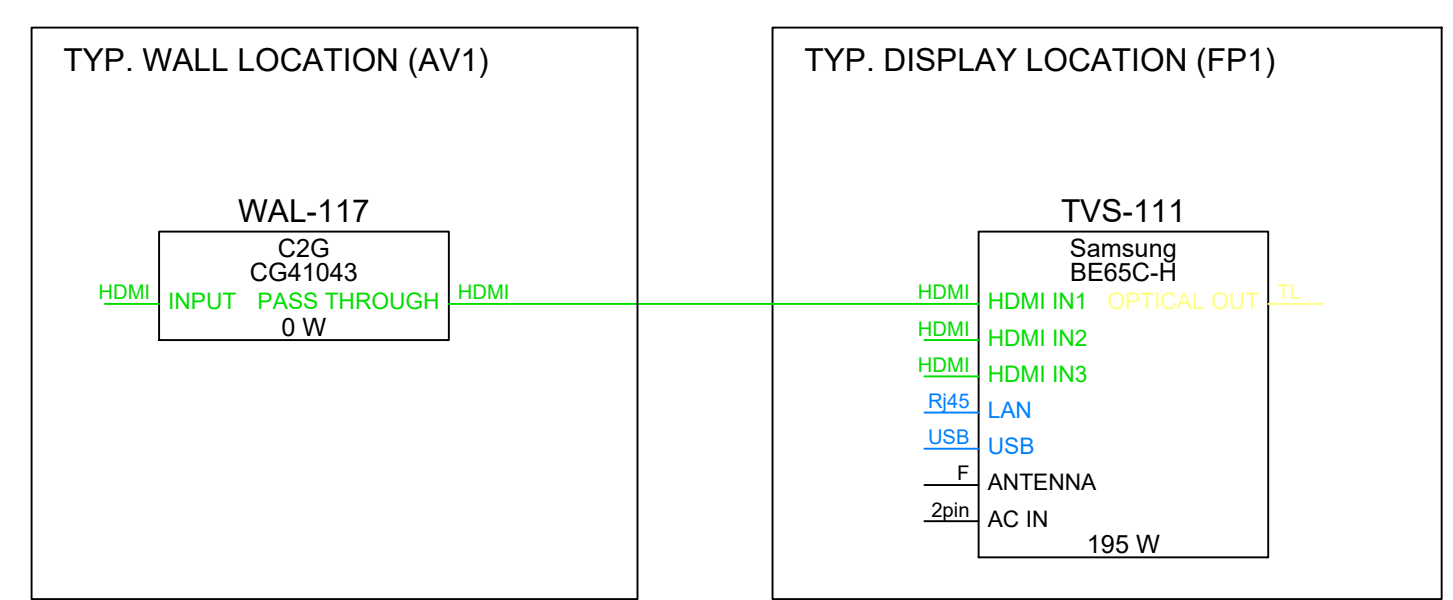 TYP. WALL LOCATION (AV1)
WAL-117
C2G
CG41043
HDMI INPUT PASS THROUGH HDMI
0 W
TYP. DISPLAY LOCATION (FP1)
TVS-111
Samsung
BE65C-H
HDMI HDMI IN1 OPTICAL OUT TL
HDMI HDMI IN2
HDMI HDMI IN3
Rj45 LAN
USB USB
F ANTENNA
2pin AC IN
195 W